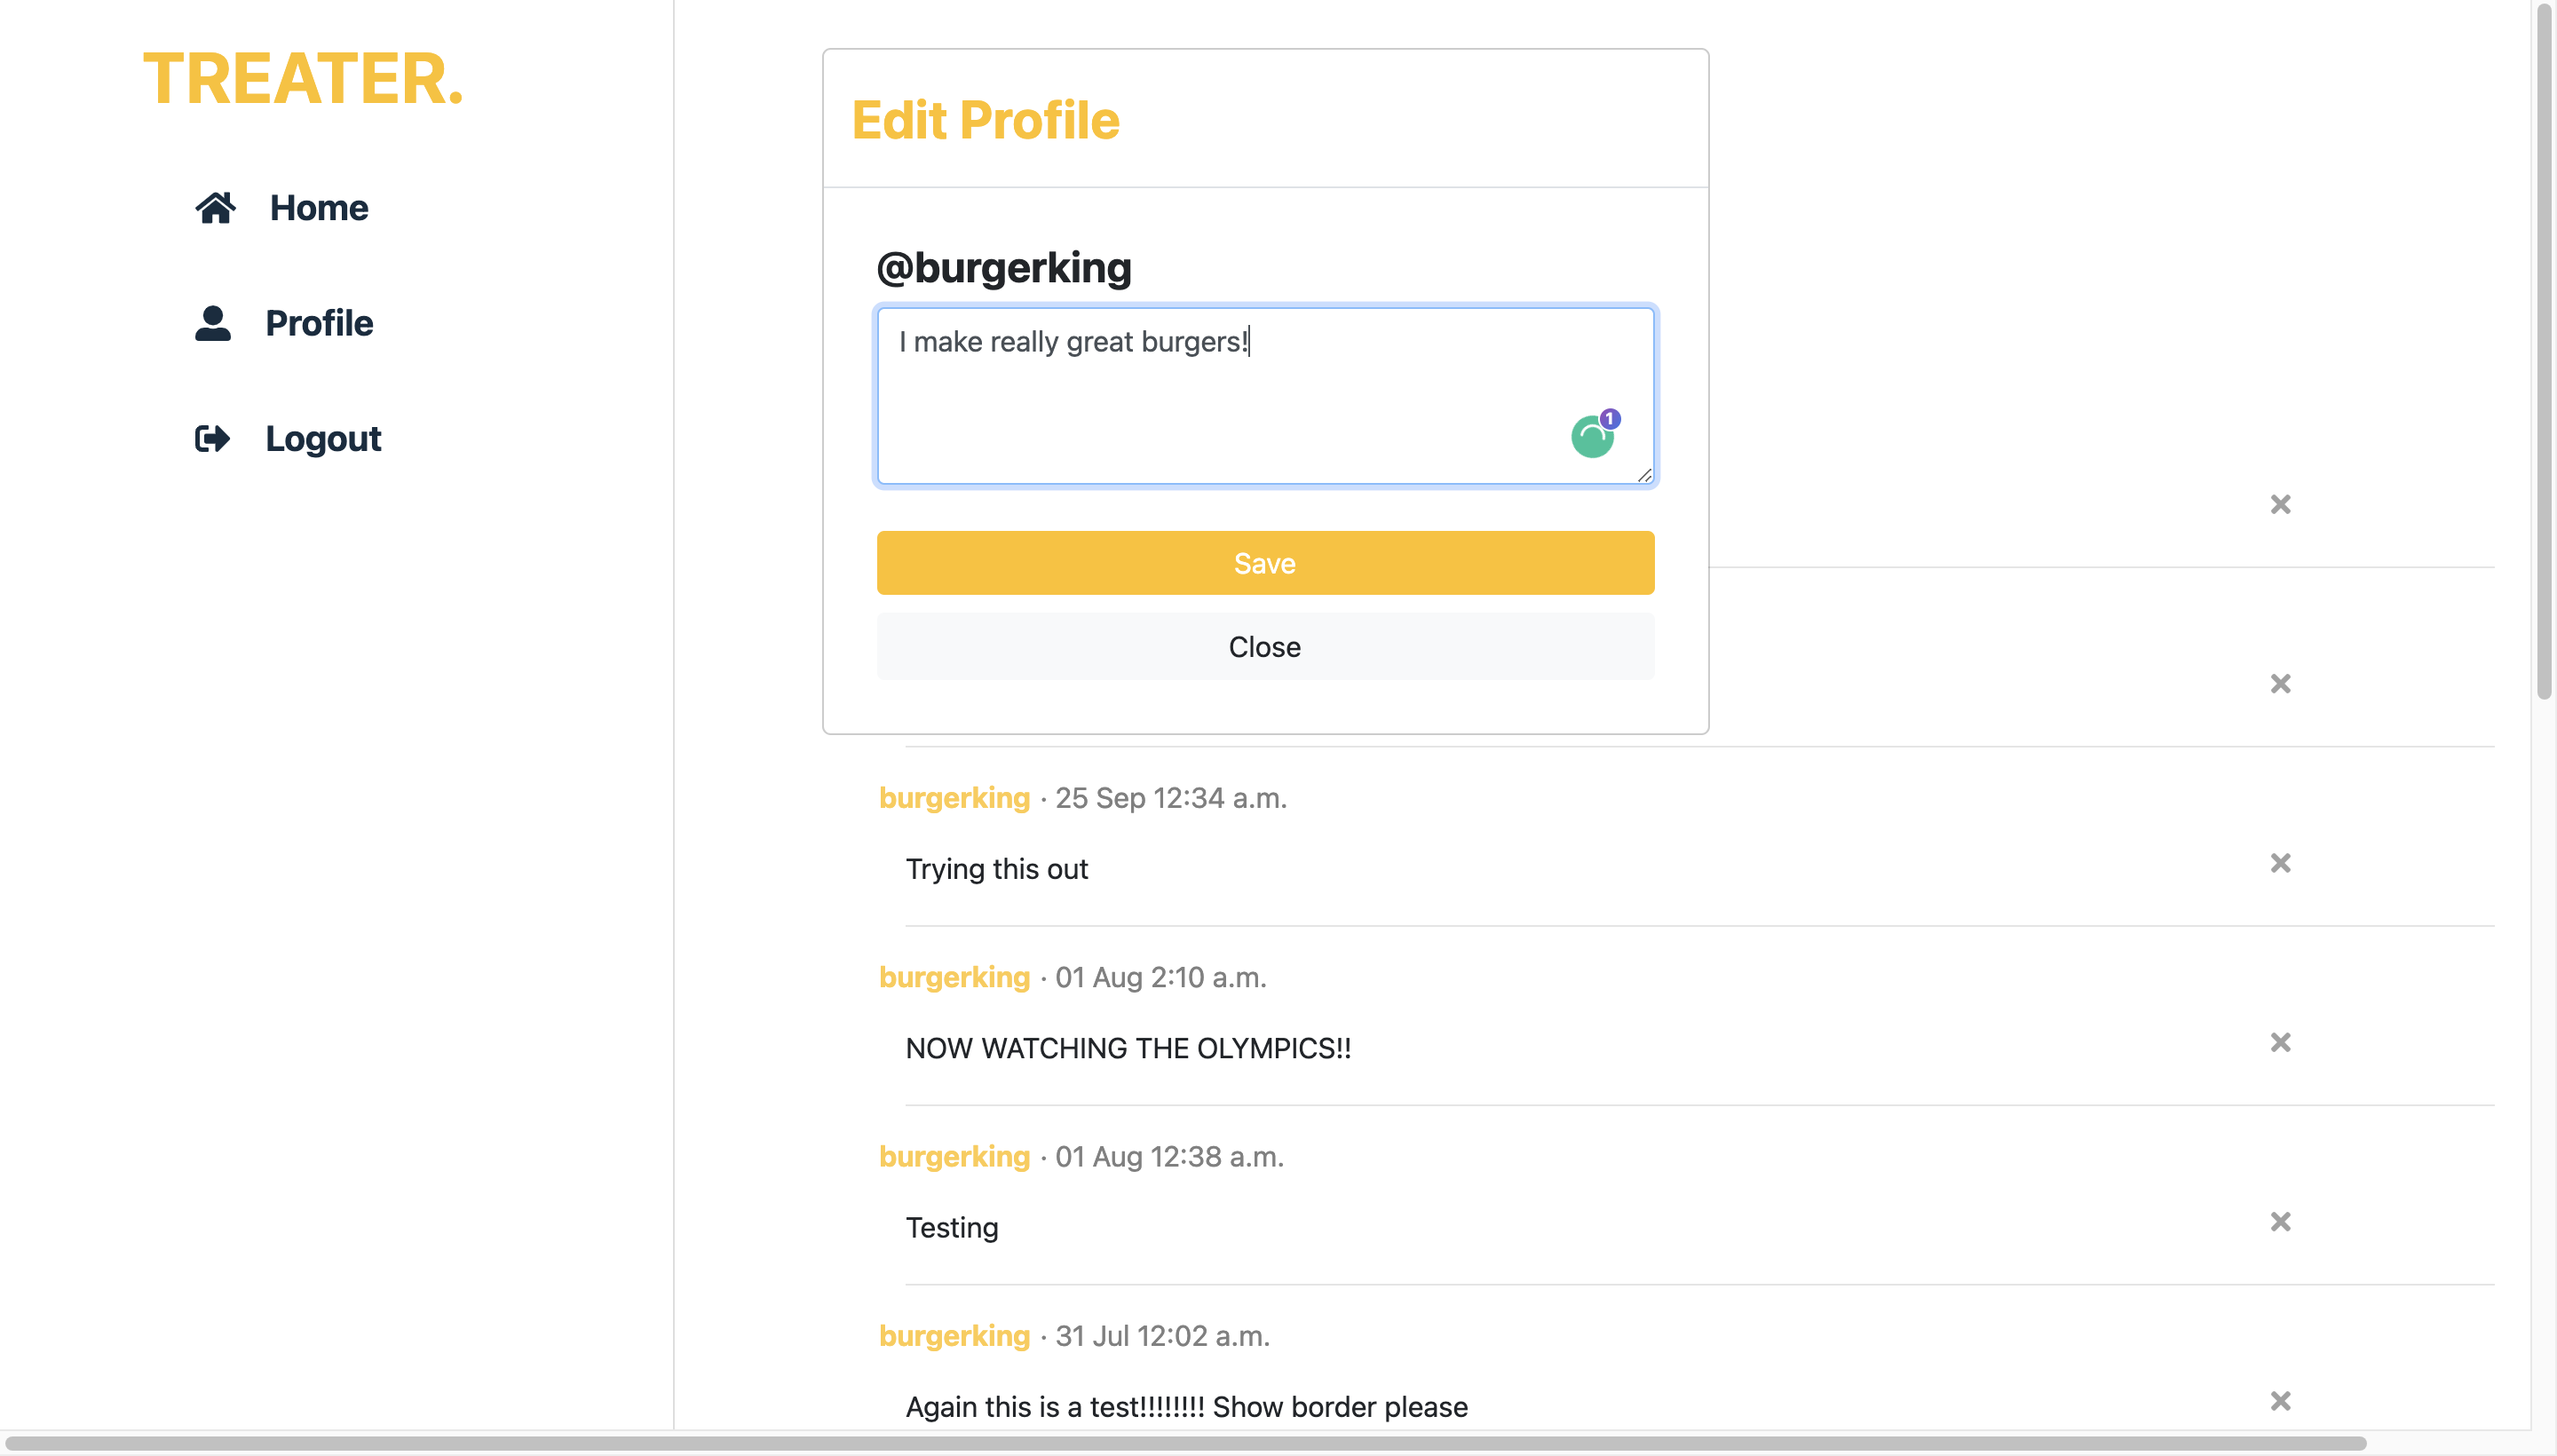 TREATER.
Home
Profile
Logout
Edit Profile
@burgerking
I make really great burgers!
1
Save
Close
burgerking · 25 Sep 12:34 a.m.
Trying this out
burgerking · 01 Aug 2:10 a.m.
NOW WATCHING THE OLYMPICS!!
burgerking · 01 Aug 12:38 a.m.
Testing
burgerking · 31 Jul 12:02 a.m.
Again this is a test!!!!!!!! Show border please